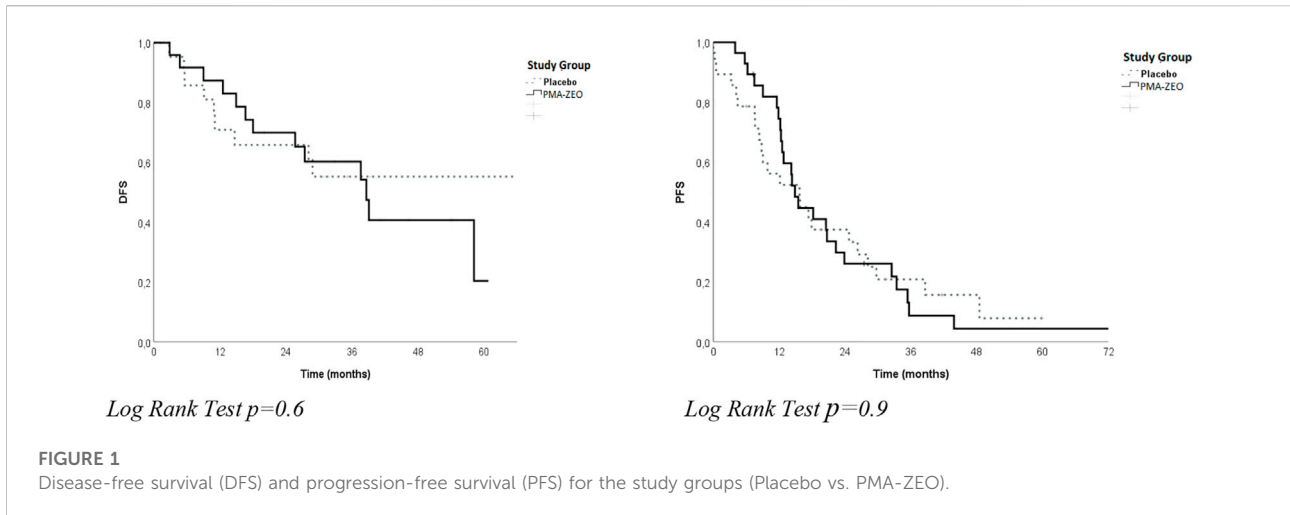 1,0
0,8
0,6
0,4
0,2
0,0
DFS
0
12
24
36
48
60
Time (months)
Study Group
Placebo
PMA-ZEO
Log Rank Test p=0.6
1,0
0,8
0,6
0,4
0,2
0,0
PFS
0
12
24
36
48
60
72
Time (months)
Study Group
Placebo
PMA-ZEO
Log Rank Test p=0.9
FIGURE 1
Disease-free survival (DFS) and progression-free survival (PFS) for the study groups (Placebo vs. PMA-ZEO).